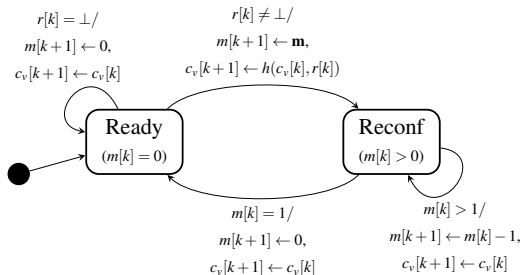 r[k] = ⊥/
m[k+1] ← 0,
c_v[k+1] ← c_v[k]
r[k] ≠ ⊥/
m[k+1] ← m,
c_v[k+1] ← h(c_v[k], r[k])
Ready
(m[k] = 0)
Reconf
(m[k] > 0)
m[k] = 1/
m[k+1] ← 0,
c_v[k+1] ← c_v[k]
m[k] > 1/
m[k+1] ← m[k] − 1,
c_v[k+1] ← c_v[k]